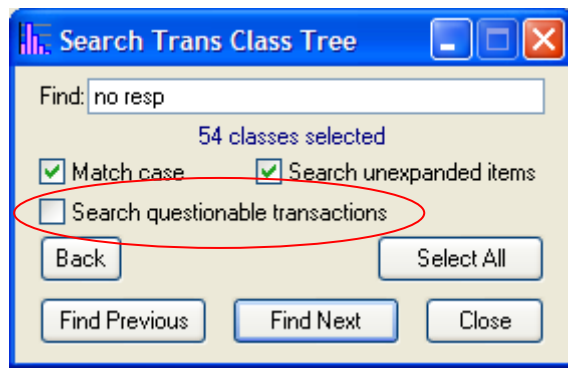 Search Trans Class Tree
Find: no resp
54 classes selected
Match case Search unexpanded items
Search questionable transactions
Back Select All
Find Previous Find Next Close